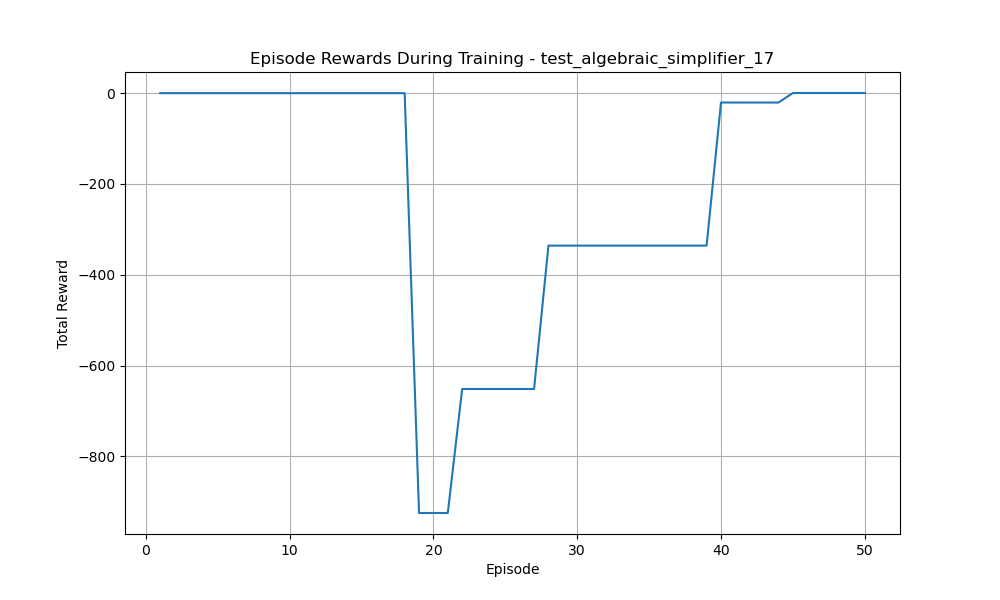 Episode Rewards During Training - test_algebraic_simplifier_17
Total Reward
0
−200
−400
−600
−800
0 10 20 30 40 50
Episode